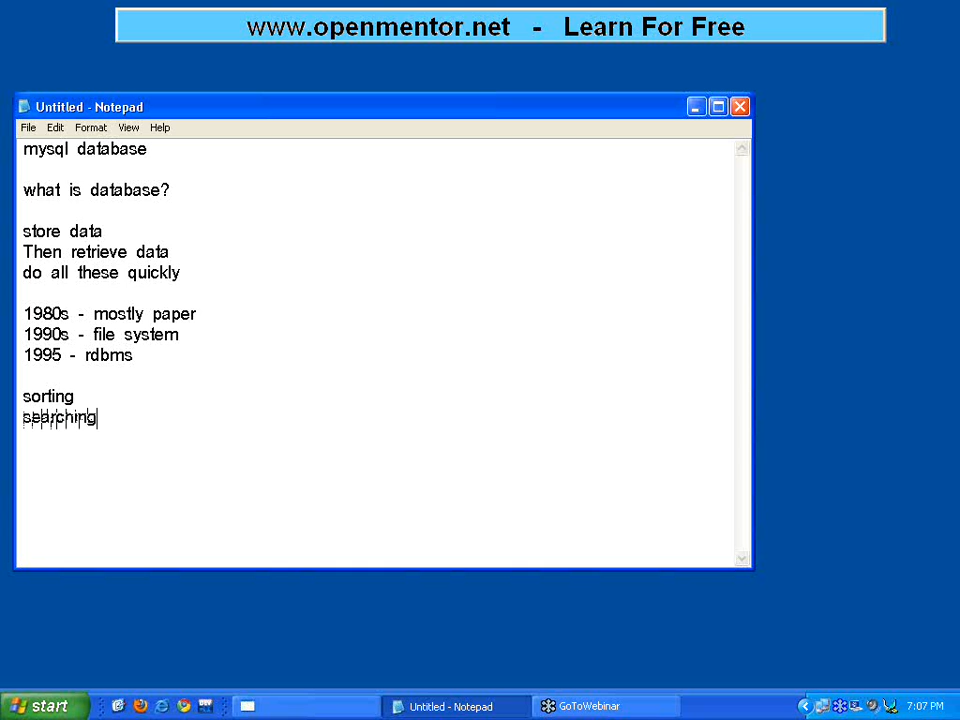 www.openmentor.net - Learn For Free
Untitled - Notepad
File Edit Format View Help
mysql database
what is database?
store data
Then retrieve data
do all these quickly
1980s - mostly paper
1990s - file system
1995 - rdbms
sorting
searching
start
Untitled - Notepad
GoToWebinar
7:07 PM